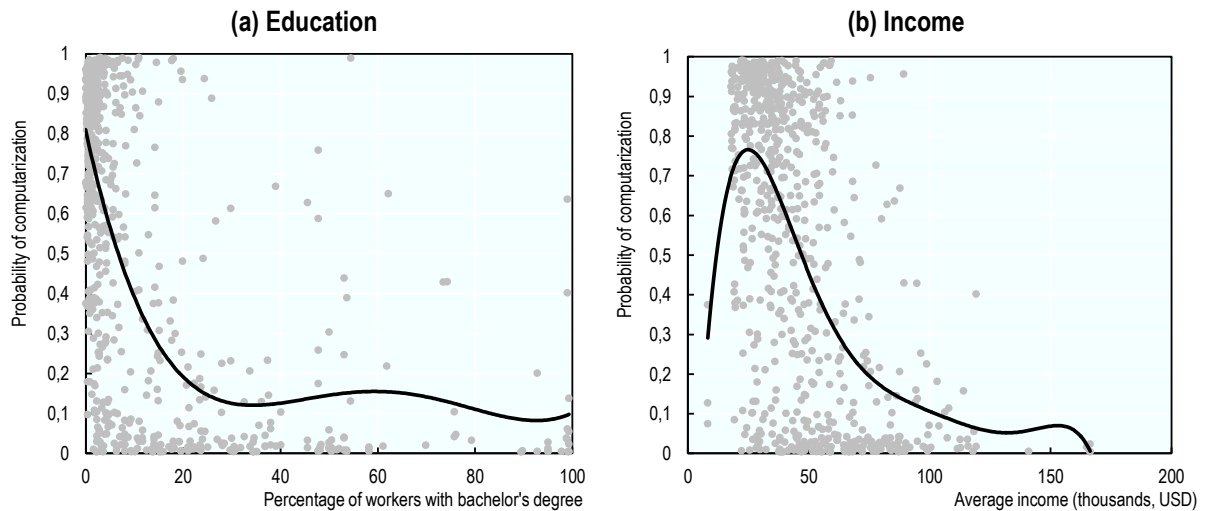 (a) Education
Probability of computarization
1
0,9
0,8
0,7
0,6
0,5
0,4
0,3
0,2
0,1
0
0 20 40 60 80 100
Percentage of workers with bachelor's degree
(b) Income
Probability of computarization
1
0,9
0,8
0,7
0,6
0,5
0,4
0,3
0,2
0,1
0
0 50 100 150 200
Average income (thousands, USD)